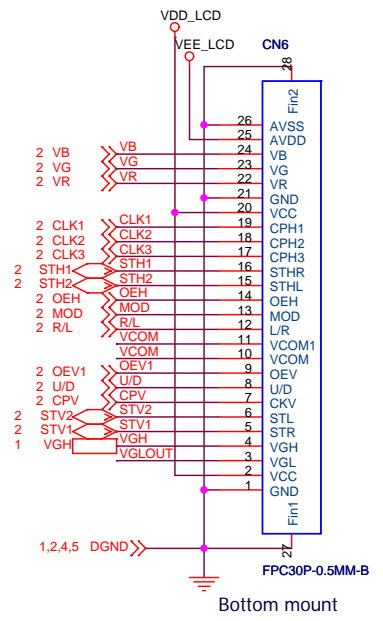 VDD_LCD
VEE_LCD
CN6
28
Fin2
26 AVSS
25 AVDD
2 VB VB 24 VB
2 VG VG 23 VG
2 VR VR 22 VR
21 GND
20 VCC
2 CLK1 CLK1 19 CPH1
2 CLK2 CLK2 18 CPH2
2 CLK3 CLK3 17 CPH3
2 STH1 STH1 16 STHR
2 STH2 STH2 15 STHL
2 OEH OEH 14 OEH
2 MOD MOD 13 MOD
2 R/L R/L 12 L/R
VCOM 11 VCOM1
VCOM 10 VCOM
2 OEV1 OEV1 9 OEV
2 U/D U/D 8 U/D
2 CPV CPV 7 CKV
2 STV2 STV2 6 STL
2 STV1 STV1 5 STR
1 VGH VGH 4 VGH
VGLOUT 3 VGL
2 VCC
1 GND
Fin1
1,2,4,5 DGND 27
FPC30P-0.5MM-B
Bottom mount